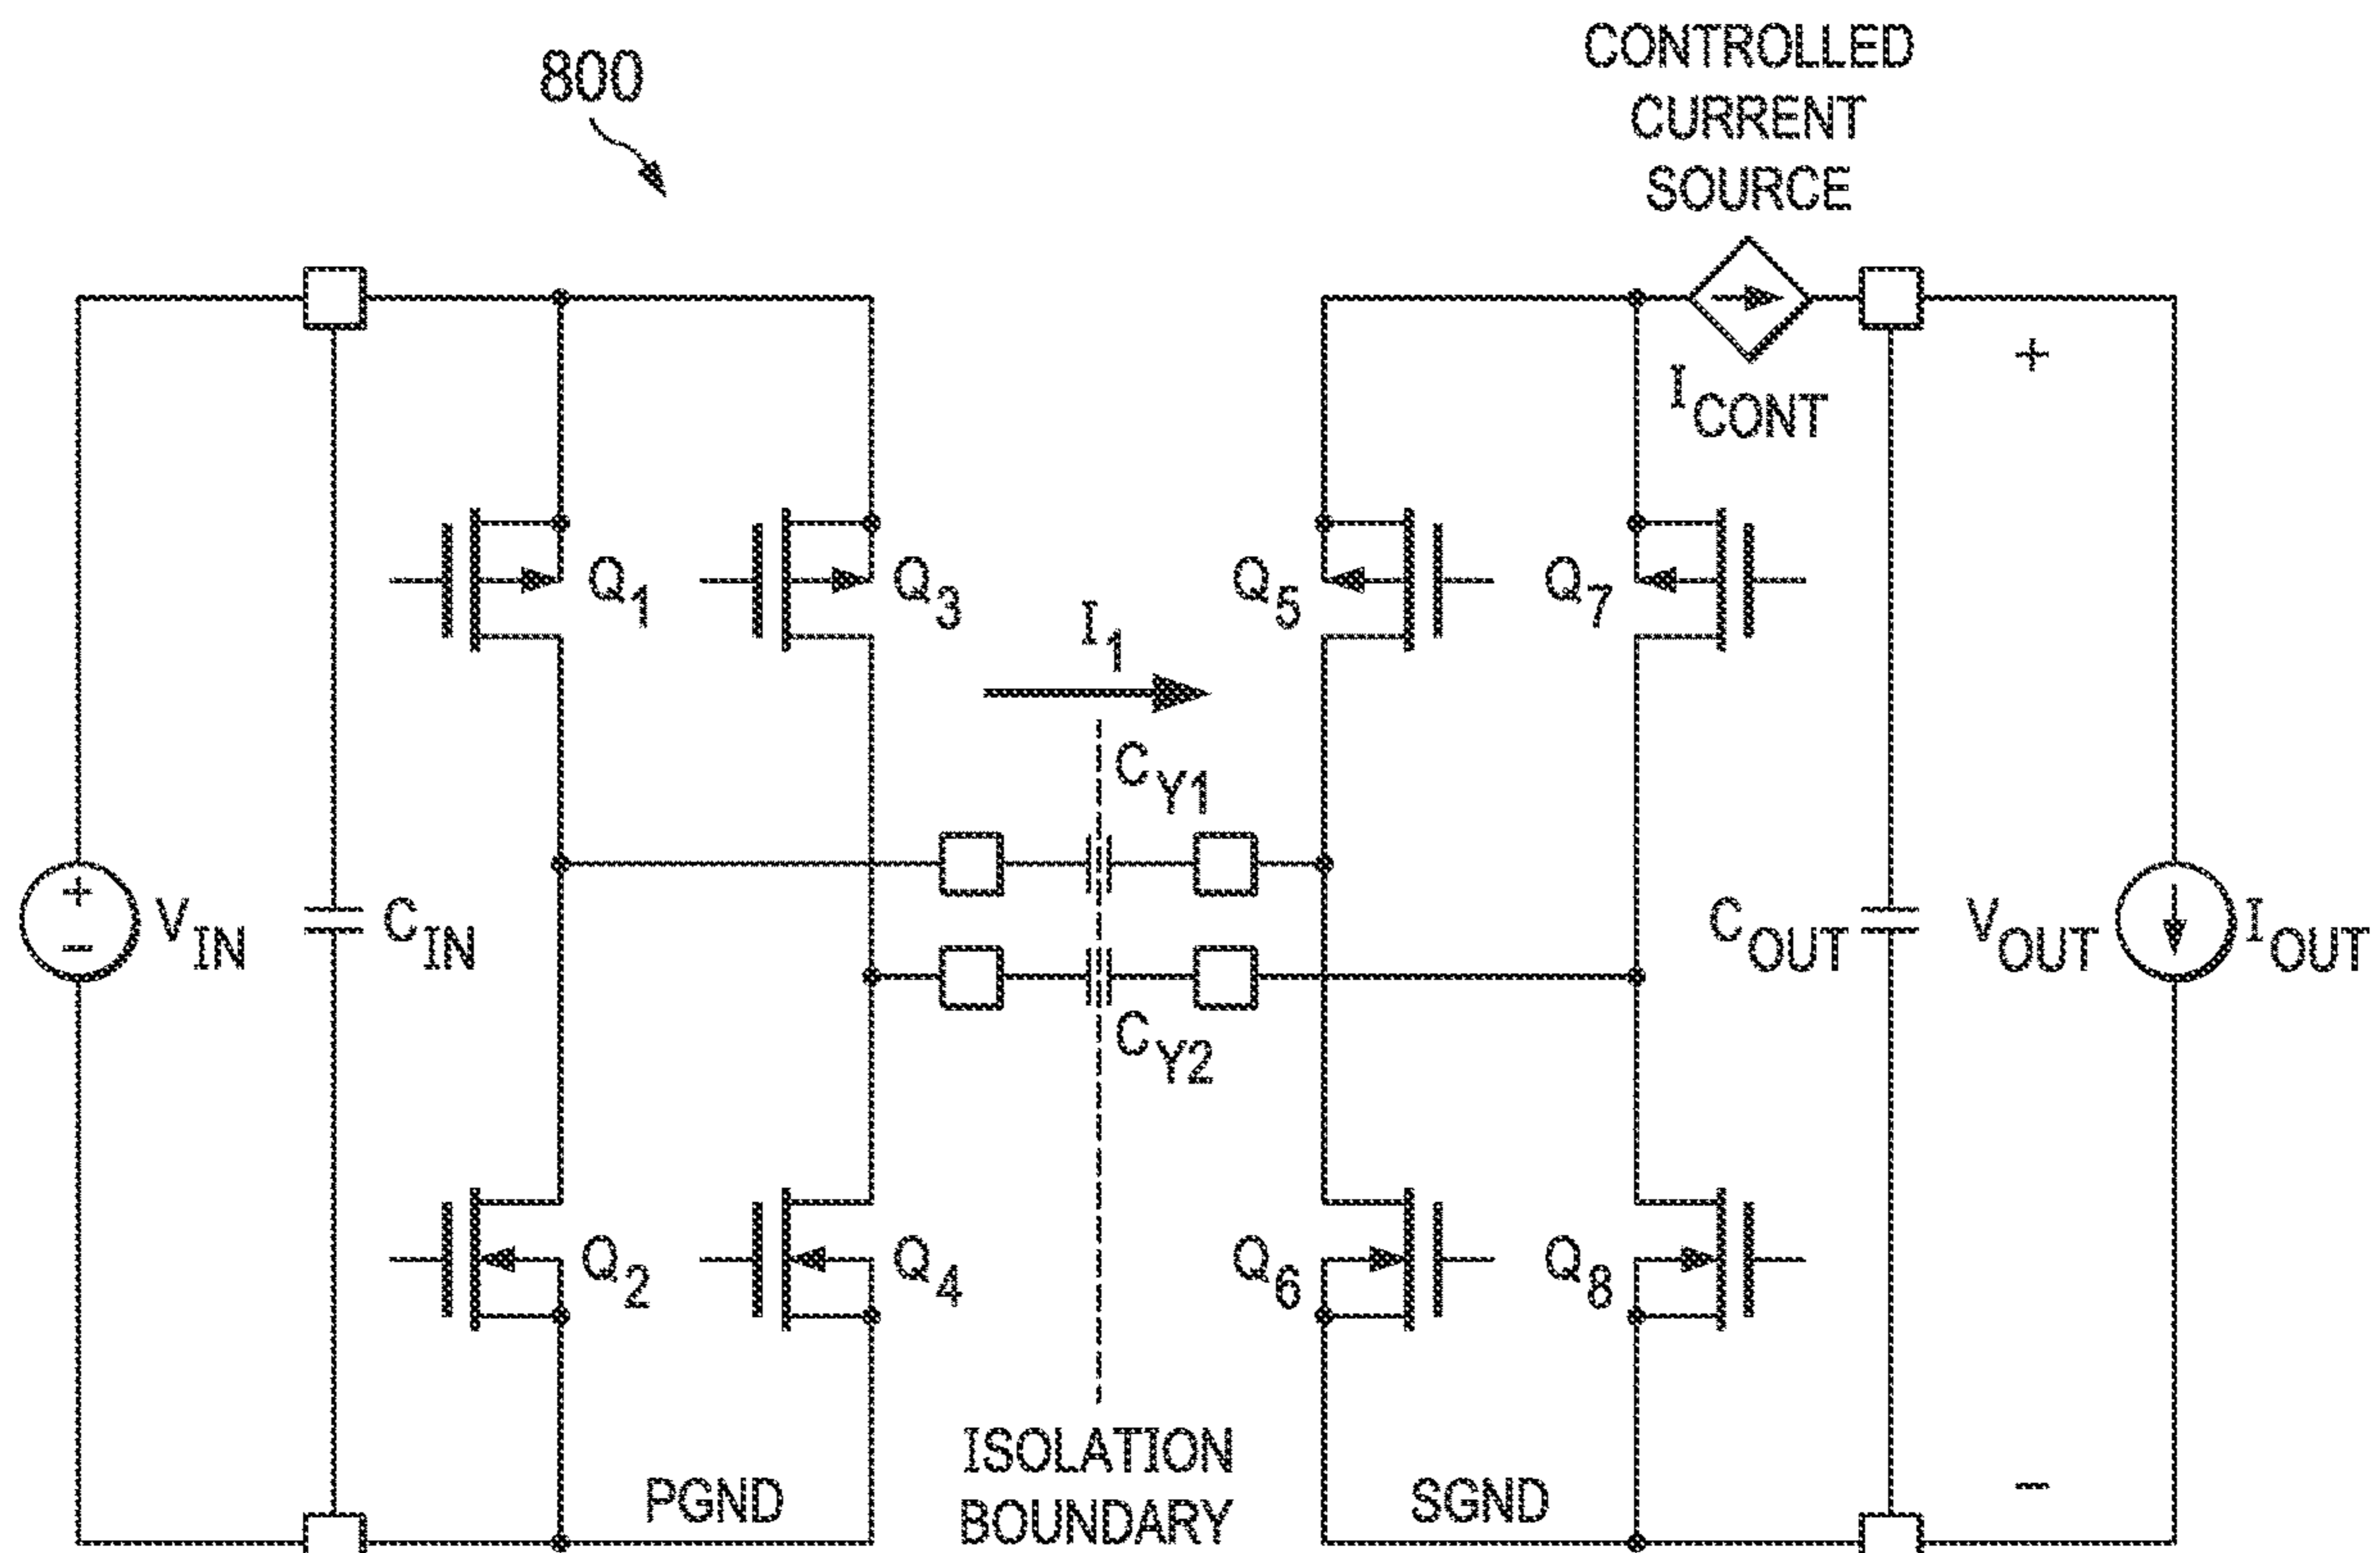 800
CONTROLLED
CURRENT
SOURCE
I CONT
+
Q1
Q3
Q5
Q7
I1
CY1
+
−
VIN
CIN
COUT
VOUT
IOUT
CY2
Q2
Q4
Q6
Q8
ISOLATION
BOUNDARY
PGND
SGND
−